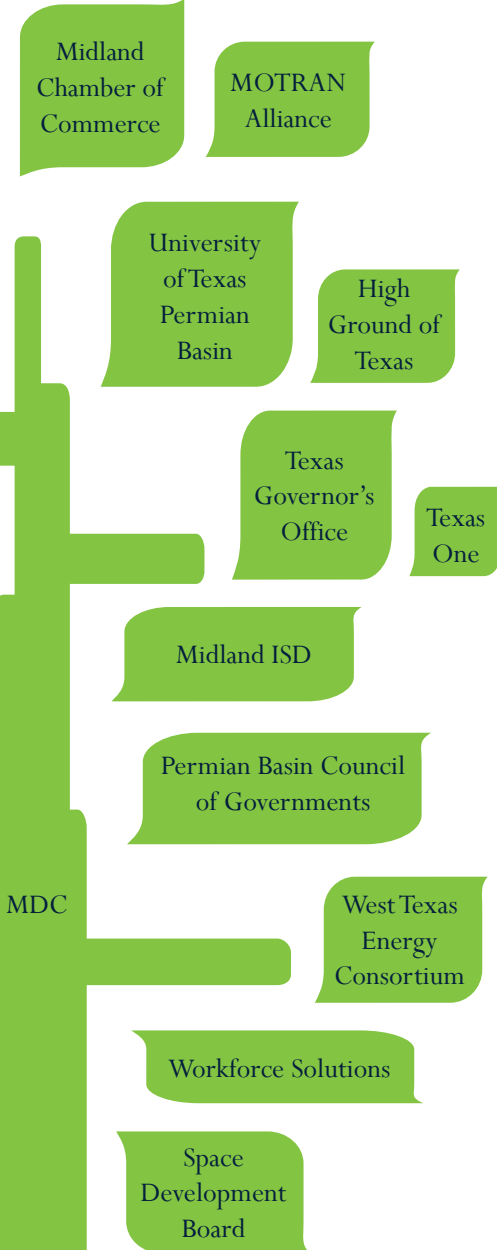 Midland
Chamber of
Commerce
MOTRAN
Alliance
University
of Texas
Permian
Basin
High
Ground of
Texas
Texas
Governor’s
Office
Texas
One
Midland ISD
Permian Basin Council
of Governments
MDC
West Texas
Energy
Consortium
Workforce Solutions
Space
Development
Board